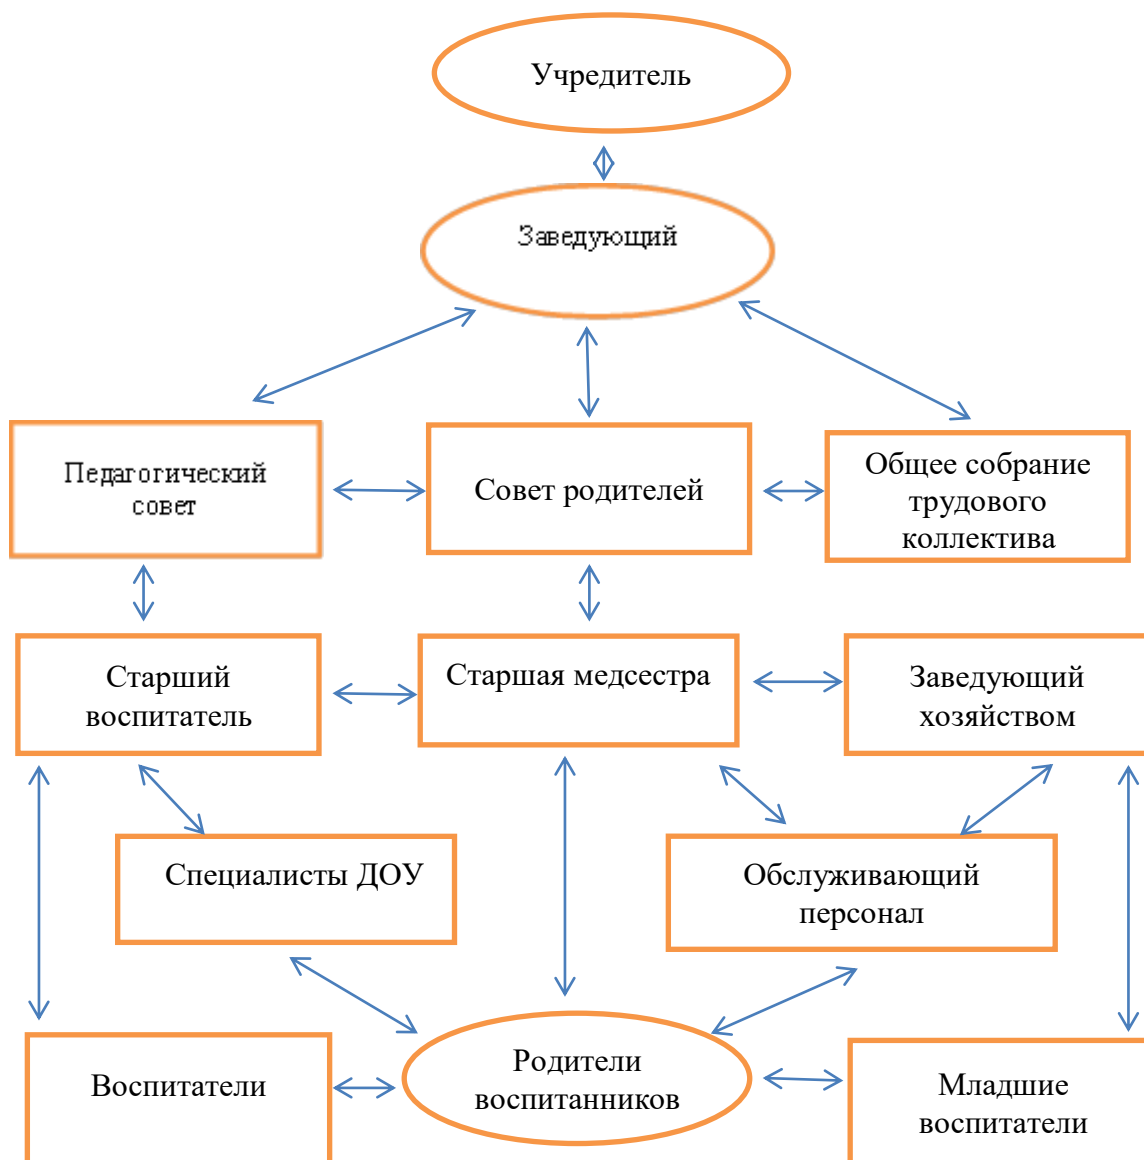 Учредитель
Заведующий
Педагогический
совет
Совет родителей
Общее собрание
трудового
коллектива
Старший
воспитатель
Старшая медсестра
Заведующий
хозяйством
Специалисты ДОУ
Обслуживающий
персонал
Воспитатели
Родители
воспитанников
Младшие
воспитатели